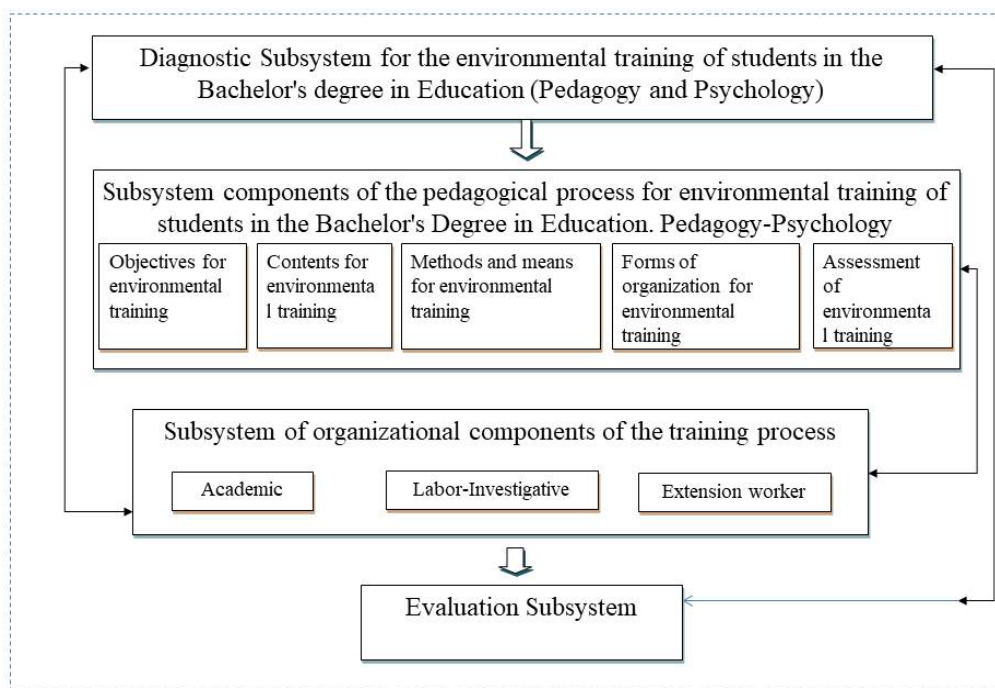 Diagnostic Subsystem for the environmental training of students in the
Bachelor's degree in Education (Pedagogy and Psychology)
Subsystem components of the pedagogical process for environmental training of
students in the Bachelor's Degree in Education. Pedagogy-Psychology
Objectives for
environmental
training
Contents for
environmenta
l training
Methods and means
for environmental
training
Forms of
organization for
environmental
training
Assessment
of
environmenta
l training
Subsystem of organizational components of the training process
Academic
Labor-Investigative
Extension worker
Evaluation Subsystem